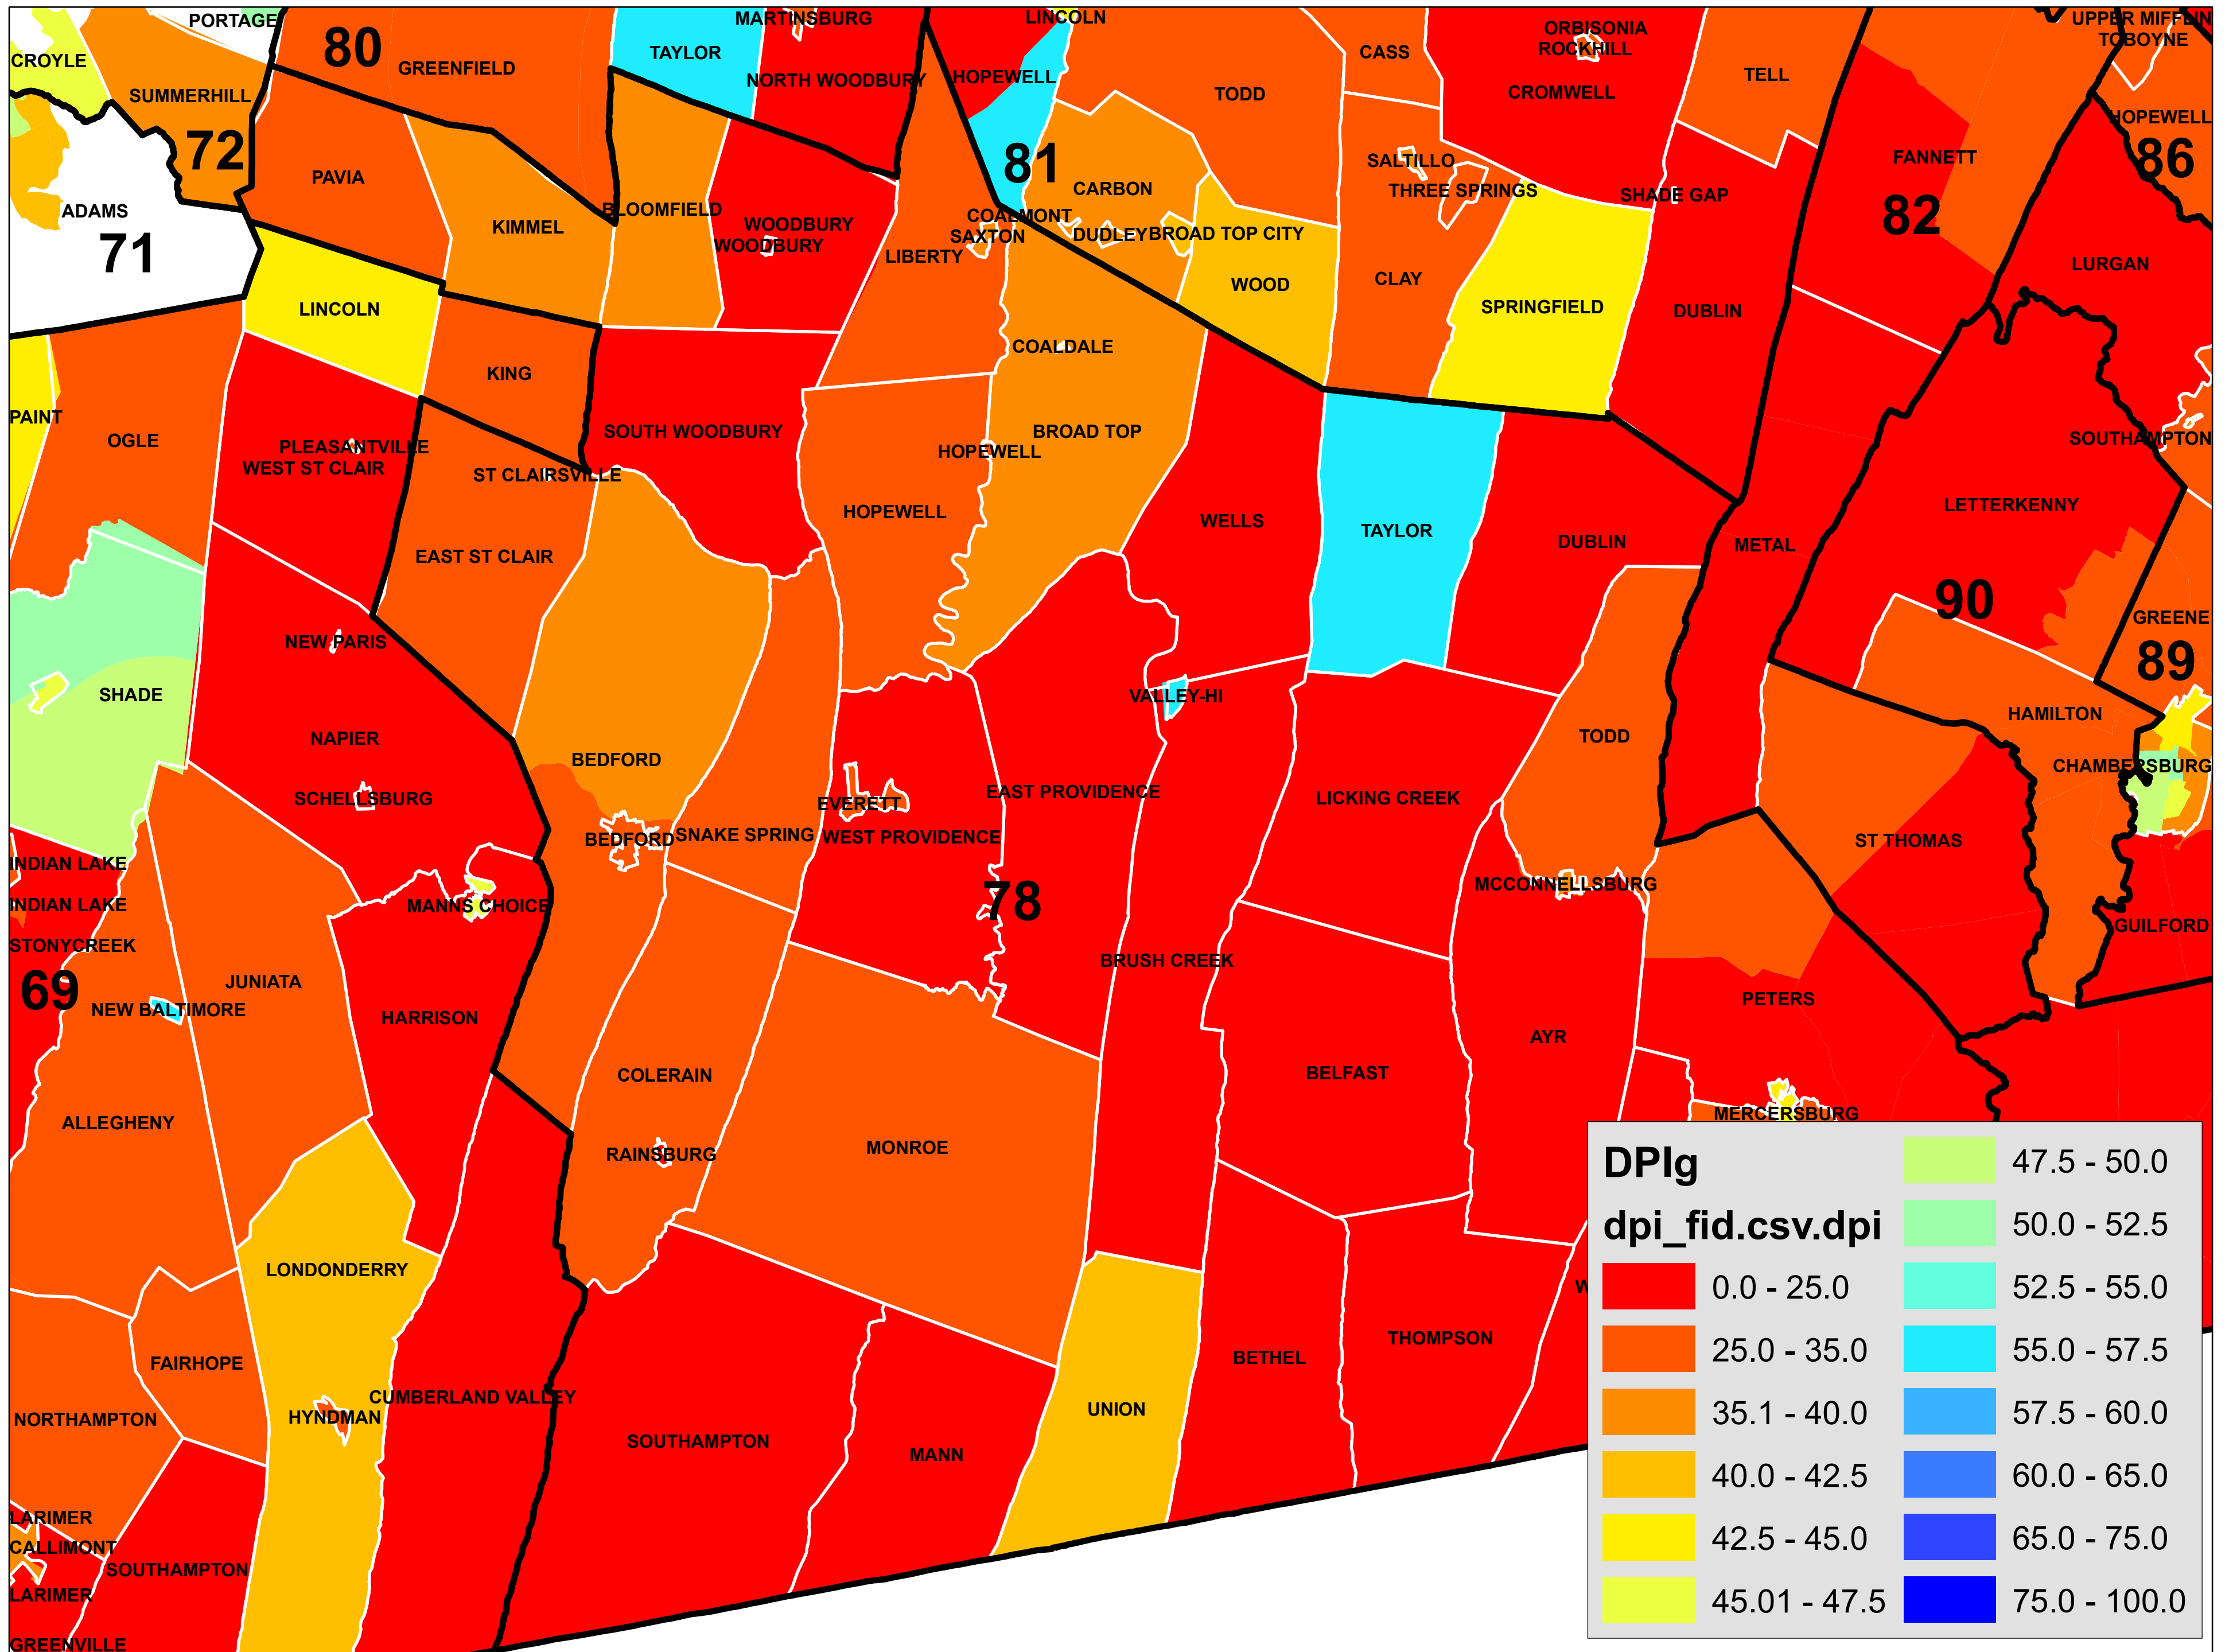 PORTAGE
MARTINSBURG
LINCOLN
ORBISONIA
UPPER MIFFLIN
CROYLE
80
GREENFIELD
TAYLOR
NORTH WOODBURY
HOPEWELL
TODD
CASS
ROCKHILL
CROMWELL
TELL
TOBOYNE
SUMMERHILL
72
PAVIA
81
CARBON
SALTILLO
THREE SPRINGS
SHADE GAP
FANNETT
82
HOPEWELL
86
ADAMS
71
KIMMEL
BLOOMFIELD
WOODBURY
WOODBURY
LIBERTY
COALMONT
SAXTON
DUDLEY
BROAD TOP CITY
WOOD
CLAY
LURGAN
LINCOLN
KING
COALDALE
SPRINGFIELD
DUBLIN
PAINT
OGLE
PLEASANTVILLE
WEST ST CLAIR
ST CLAIRSVILLE
SOUTH WOODBURY
HOPEWELL
BROAD TOP
SOUTHAMPTON
EAST ST CLAIR
HOPEWELL
WELLS
TAYLOR
DUBLIN
METAL
LETTERKENNY
90
GREENE
89
NEW PARIS
SHADE
NAPIER
SCHELLSBURG
BEDFORD
BEDFORD
SNAKE SPRING
EVERETT
WEST PROVIDENCE
EAST PROVIDENCE
VALLEY-HI
LICKING CREEK
TODD
HAMILTON
CHAMBERSBURG
ST THOMAS
INDIAN LAKE
INDIAN LAKE
STONYCREEK
69
NEW BALTIMORE
JUNIATA
MANNS CHOICE
HARRISON
78
BRUSH CREEK
MCCONNELLSBURG
GUILFORD
PETERS
ALLEGHENY
COLERAIN
RAINSBURG
MONROE
BELFAST
AYR
MERCERSBURG
LONDONDERRY
FAIRHOPE
NORTHAMPTON
HYNDMAN
CUMBERLAND VALLEY
SOUTHAMPTON
MANN
UNION
BETHEL
THOMPSON
W
LARIMER
CALLIMONT
SOUTHAMPTON
LARIMER
GREENVILLE
DPIg
dpi_fid.csv.dpi
0.0 - 25.0
25.0 - 35.0
35.1 - 40.0
40.0 - 42.5
42.5 - 45.0
45.01 - 47.5
47.5 - 50.0
50.0 - 52.5
52.5 - 55.0
55.0 - 57.5
57.5 - 60.0
60.0 - 65.0
65.0 - 75.0
75.0 - 100.0